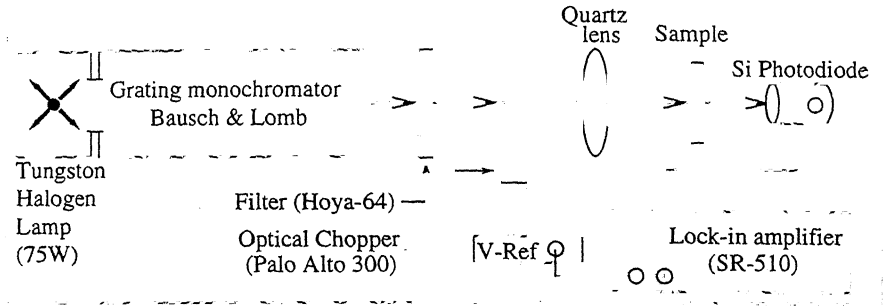 Quartz
lens
Sample
Si Photodiode
Grating monochromator
Bausch & Lomb
Tungston
Halogen
Lamp
(75W)
Filter (Hoya-64)
Optical Chopper
(Palo Alto 300)
V-Ref
Lock-in amplifier
(SR-510)